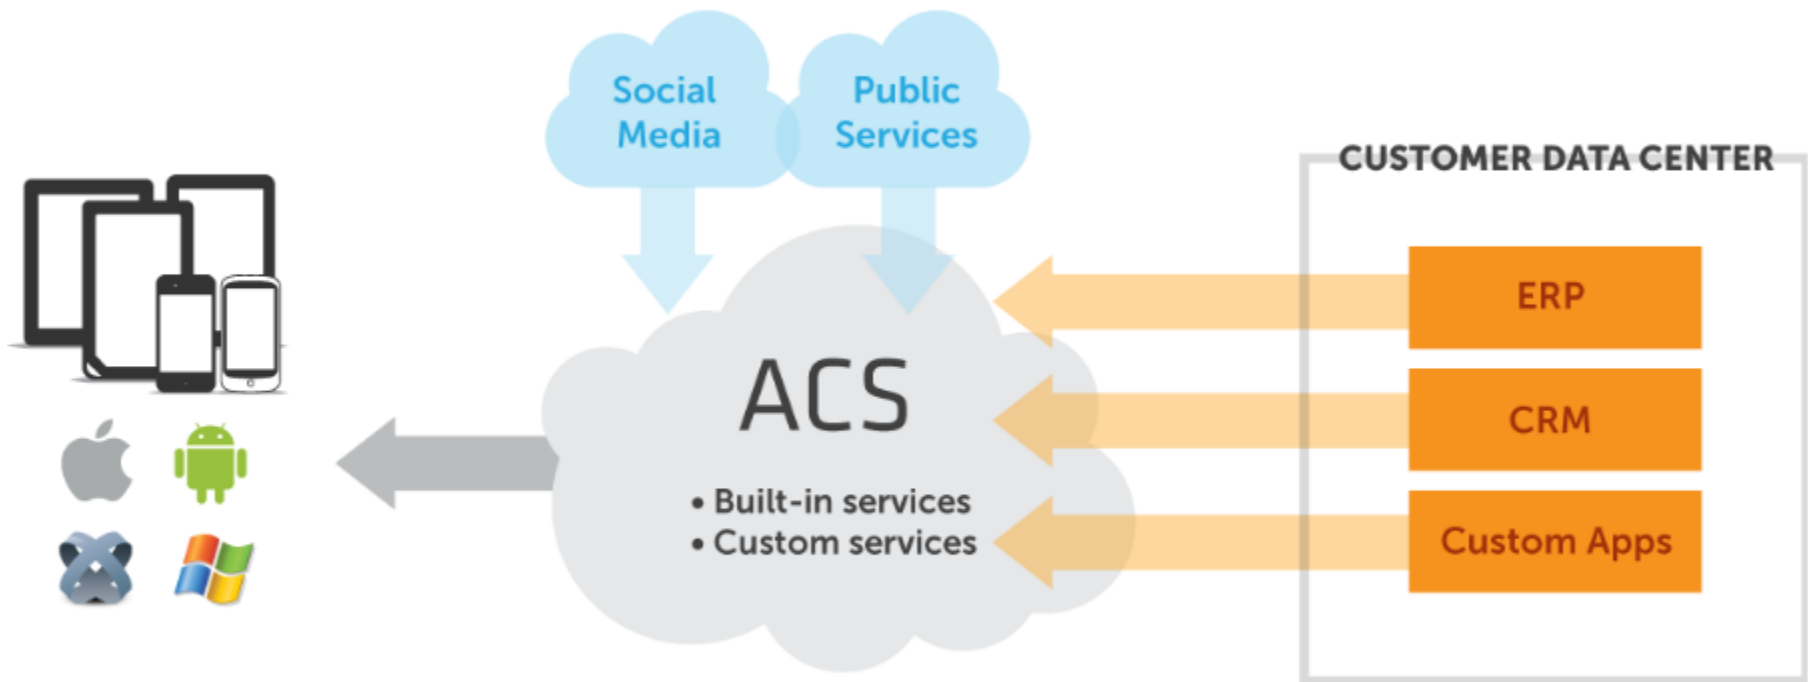 Social
Media
Public
Services
CUSTOMER DATA CENTER
ERP
CRM
Custom Apps
ACS
• Built-in services
• Custom services